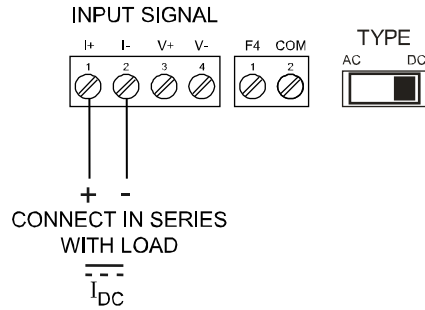 INPUT SIGNAL
I+ I- V+ V- F4 COM TYPE
AC DC
1 2 3 4 1 2
+ -
CONNECT IN SERIES
WITH LOAD
IDC